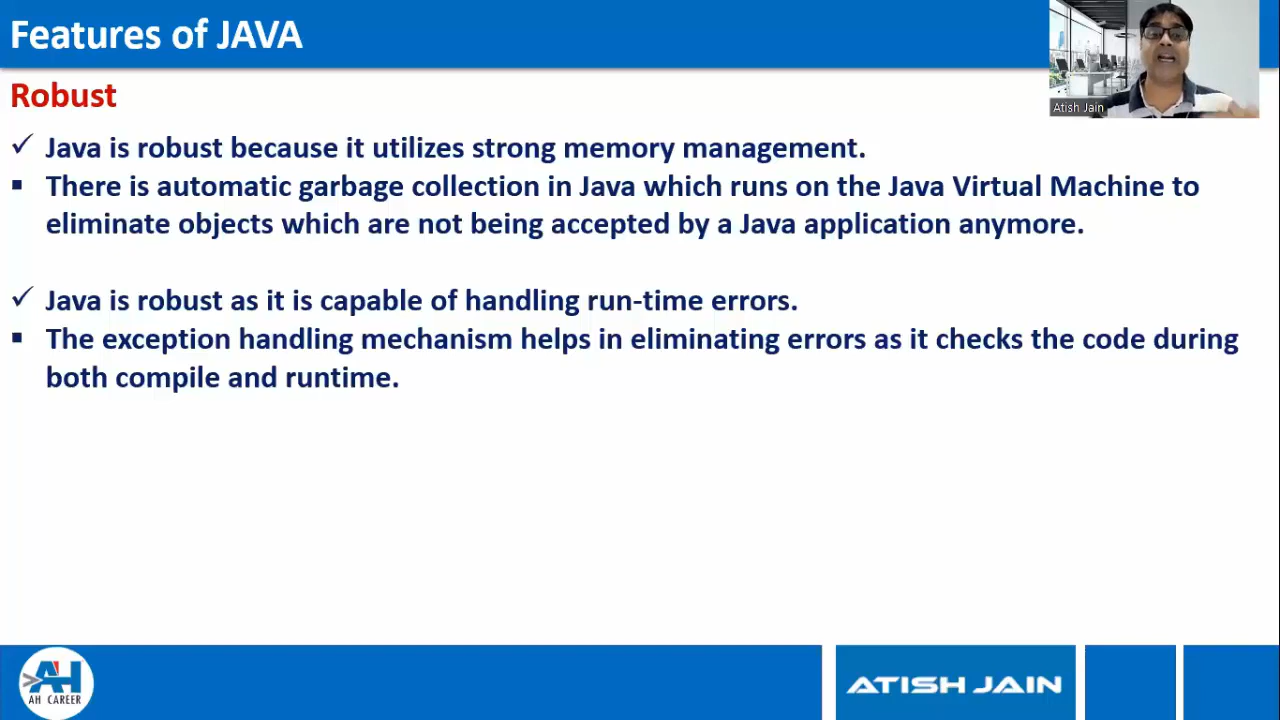 Features of JAVA
Atish Jain
Robust
✓ Java is robust because it utilizes strong memory management.
▪ There is automatic garbage collection in Java which runs on the Java Virtual Machine to
eliminate objects which are not being accepted by a Java application anymore.
✓ Java is robust as it is capable of handling run-time errors.
▪ The exception handling mechanism helps in eliminating errors as it checks the code during
both compile and runtime.
AH
AH CAREER
ATISH JAIN